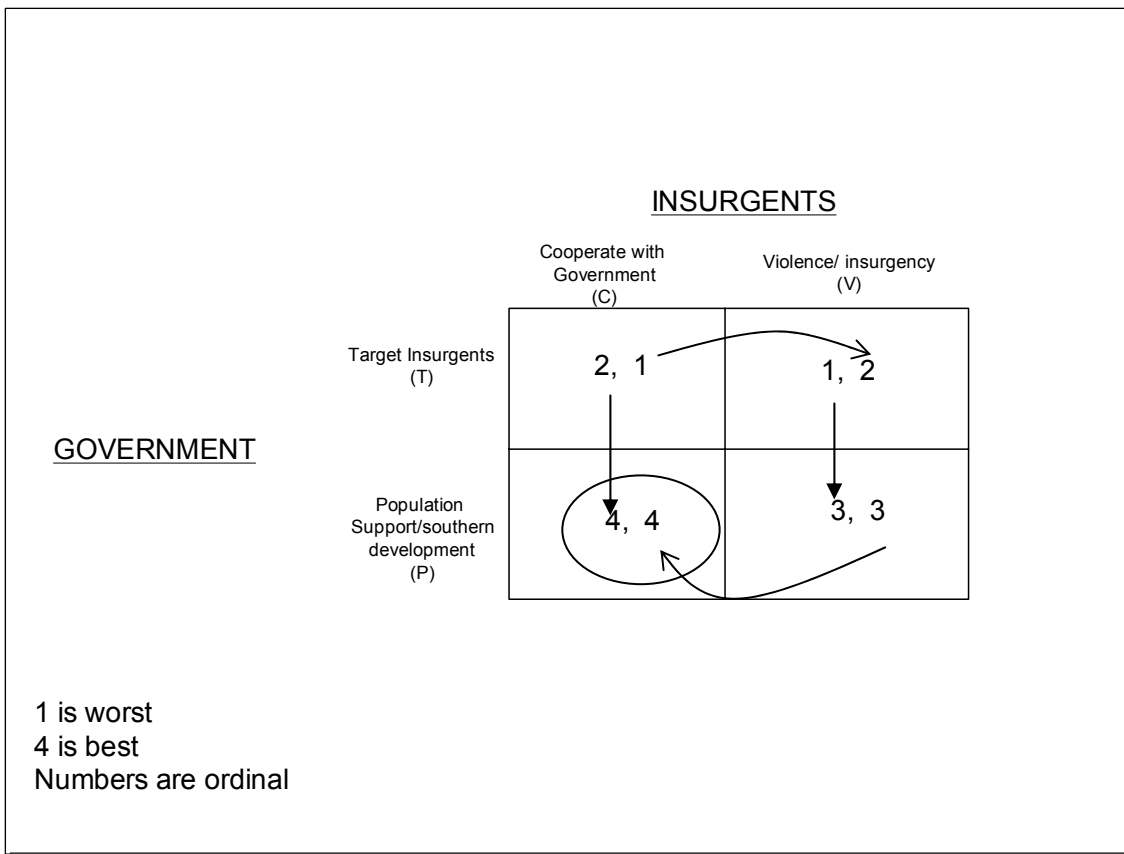 INSURGENTS
Cooperate with
Government
(C)
Violence/ insurgency
(V)
Target Insurgents
(T)
2, 1
1, 2
GOVERNMENT
Population
Support/southern
development
(P)
4, 4
3, 3
1 is worst
4 is best
Numbers are ordinal